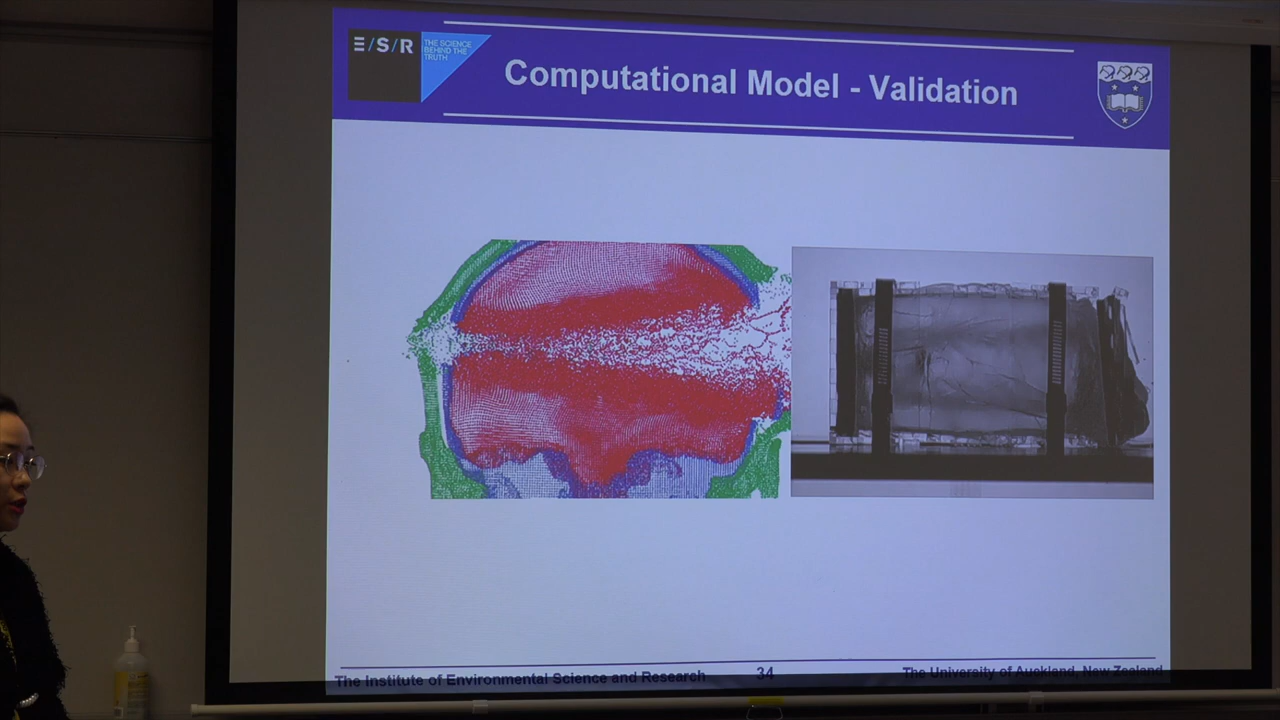 E/S/R
THE SCIENCE
BEHIND THE
TRUTH
Computational Model - Validation
The Institute of Environmental Science and Research
34
The University of Auckland, New Zealand